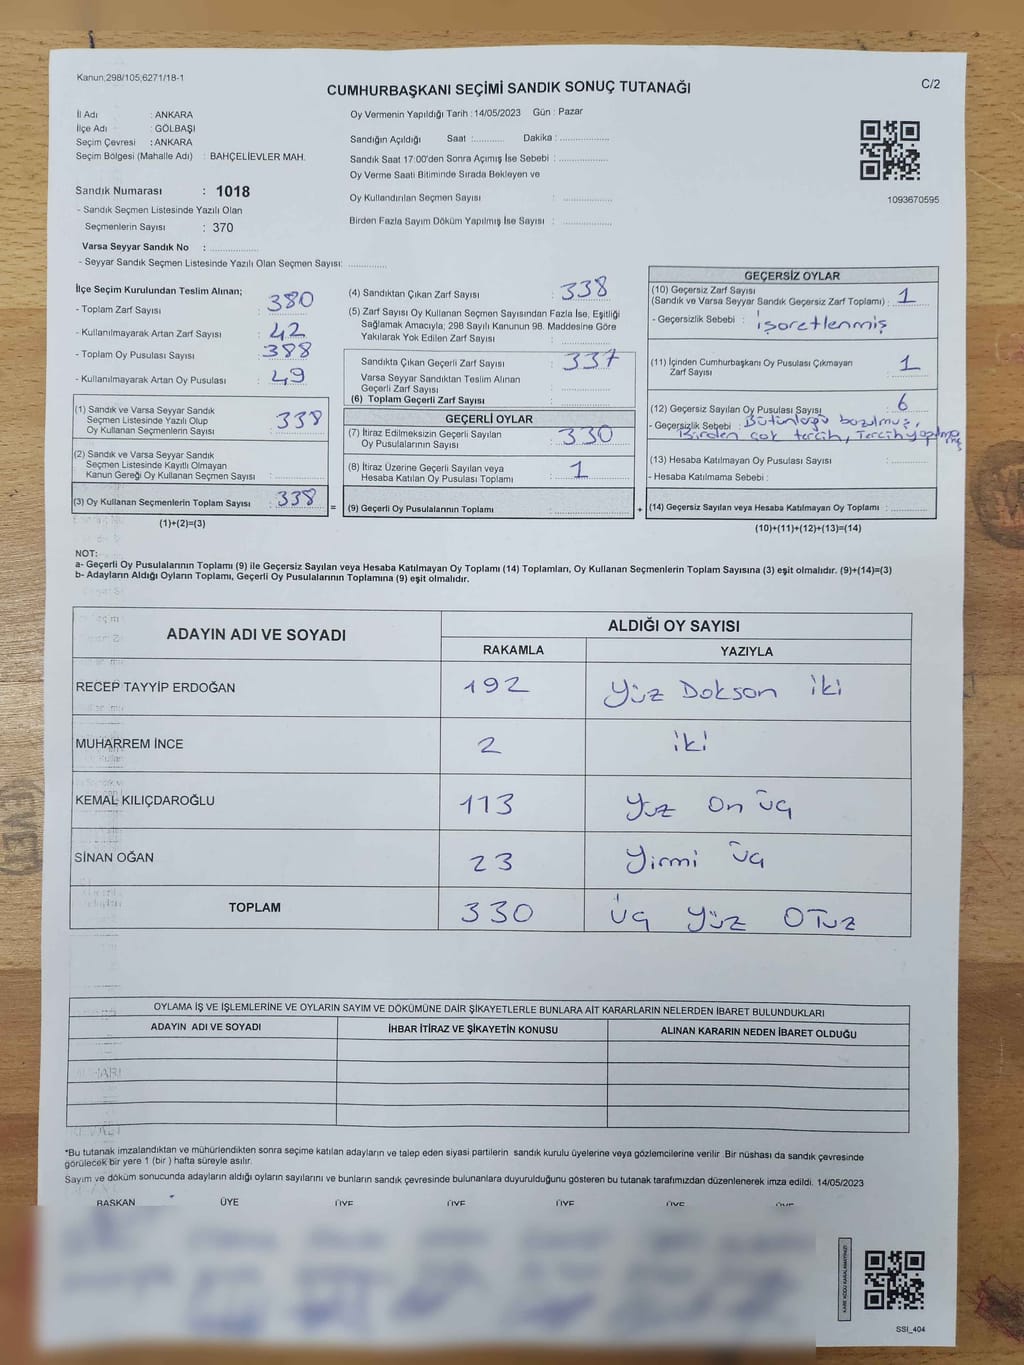 Kanun;298/105;6271/18-1
CUMHURBAŞKANI SEÇİMİ SANDIK SONUÇ TUTANAĞI
C/2
İl Adı : ANKARA
İlçe Adı : GÖLBAŞI
Seçim Çevresi : ANKARA
Seçim Bölgesi (Mahalle Adı) : BAHÇELİEVLER MAH.
Sandık Numarası : 1018
- Sandık Seçmen Listesinde Yazılı Olan
Seçmenlerin Sayısı : 370
Varsa Seyyar Sandık No : ................
- Seyyar Sandık Seçmen Listesinde Yazılı Olan Seçmen Sayısı: ............
Oy Vermenin Yapıldığı Tarih : 14/05/2023 Gün : Pazar
Sandığın Açıldığı Saat :.......... Dakika : ................
Sandık Saat 17:00'den Sonra Açımış İse Sebebi : ................
Oy Verme Saati Bitiminde Sırada Bekleyen ve
Oy Kullandırılan Seçmen Sayısı : ................
Birden Fazla Sayım Döküm Yapılmış İse Sayısı : ................
1093670595
İlçe Seçim Kurulundan Teslim Alınan;
- Toplam Zarf Sayısı : 380
- Kullanılmayarak Artan Zarf Sayısı : 42
- Toplam Oy Pusulası Sayısı : 388
- Kullanılmayarak Artan Oy Pusulası : 49
(1) Sandık ve Varsa Seyyar Sandık
Seçmen Listesinde Yazılı Olup
Oy Kullanan Seçmenlerin Sayısı : 338
(2) Sandık ve Varsa Seyyar Sandık
Seçmen Listesinde Kayıtlı Olmayan
Kanun Gereği Oy Kullanan Seçmen Sayısı : ................
(3) Oy Kullanan Seçmenlerin Toplam Sayısı : 338 =
(1)+(2)=(3)
(4) Sandıktan Çıkan Zarf Sayısı : 338
(5) Zarf Sayısı Oy Kullanan Seçmen Sayısından Fazla İse, Eşitliği
Sağlamak Amacıyla; 298 Sayılı Kanunun 98. Maddesine Göre
Yakılarak Yok Edilen Zarf Sayısı : ................
Sandıkta Çıkan Geçerli Zarf Sayısı : 337
Varsa Seyyar Sandıktan Teslim Alınan
Geçerli Zarf Sayısı : ................
(6) Toplam Geçerli Zarf Sayısı : ................
GEÇERLİ OYLAR
(7) İtiraz Edilmeksizin Geçerli Sayılan
Oy Pusulalarının Sayısı : 330
(8) İtiraz Üzerine Geçerli Sayılan veya
Hesaba Katılan Oy Pusulası Toplamı : 1
(9) Geçerli Oy Pusulalarının Toplamı : ................ +
GEÇERSİZ OYLAR
(10) Geçersiz Zarf Sayısı
(Sandık ve Varsa Seyyar Sandık Geçersiz Zarf Toplamı) : 1
- Geçersizlik Sebebi : işaretlenmiş
(11) İçinden Cumhurbaşkanı Oy Pusulası Çıkmayan
Zarf Sayısı : 1
(12) Geçersiz Sayılan Oy Pusulası Sayısı : 6
- Geçersizlik Sebebi : Bütünlüğü bozulmuş,
Birden çok tercih, Tercih
(13) Hesaba Katılmayan Oy Pusulası Sayısı : ............
- Hesaba Katılmama Sebebi :
(14) Geçersiz Sayılan veya Hesaba Katılmayan Oy Toplamı : ............
(10)+(11)+(12)+(13)=(14)
NOT:
a- Geçerli Oy Pusulalarının Toplamı (9) ile Geçersiz Sayılan veya Hesaba Katılmayan Oy Toplamı (14) Toplamları, Oy Kullanan Seçmenlerin Toplam Sayısına (3) eşit olmalıdır. (9)+(14)=(3)
b- Adayların Aldığı Oyların Toplamı, Geçerli Oy Pusulalarının Toplamına (9) eşit olmalıdır.
ADAYIN ADI VE SOYADI
ALDIĞI OY SAYISI
RAKAMLA YAZIYLA
RECEP TAYYİP ERDOĞAN 192 Yüz Doksan iki
MUHARREM İNCE 2 iki
KEMAL KILIÇDAROĞLU 113 Yüz On üç
SİNAN OĞAN 23 Yirmi üç
TOPLAM 330 üç yüz OTuz
OYLAMA İŞ VE İŞLEMLERİNE VE OYLARIN SAYIM VE DÖKÜMÜNE DAİR ŞİKAYETLERLE BUNLARA AİT KARARLARIN NELERDEN İBARET BULUNDUKLARI
ADAYIN ADI VE SOYADI İHBAR İTİRAZ VE ŞİKAYETİN KONUSU ALINAN KARARIN NEDEN İBARET OLDUĞU
*Bu tutanak imzalandıktan ve mühürlendikten sonra seçime katılan adayların ve talep eden siyasi partilerin sandık kurulu üyelerine veya gözlemcilerine verilir. Bir nüshası da sandık çevresinde
görülecek bir yere 1 (bir) hafta süreyle asılır.
Sayım ve döküm sonucunda adayların aldığı oyların sayılarını ve bunların sandık çevresinde bulunanlara duyurulduğunu gösteren bu tutanak tarafımızdan düzenlenerek imza edildi. 14/05/2023
BAŞKAN ÜYE ÜYE ÜYE ÜYE ÜYE ÜYE
KARE KODU KARALAMAYINIZ!
SSI_404